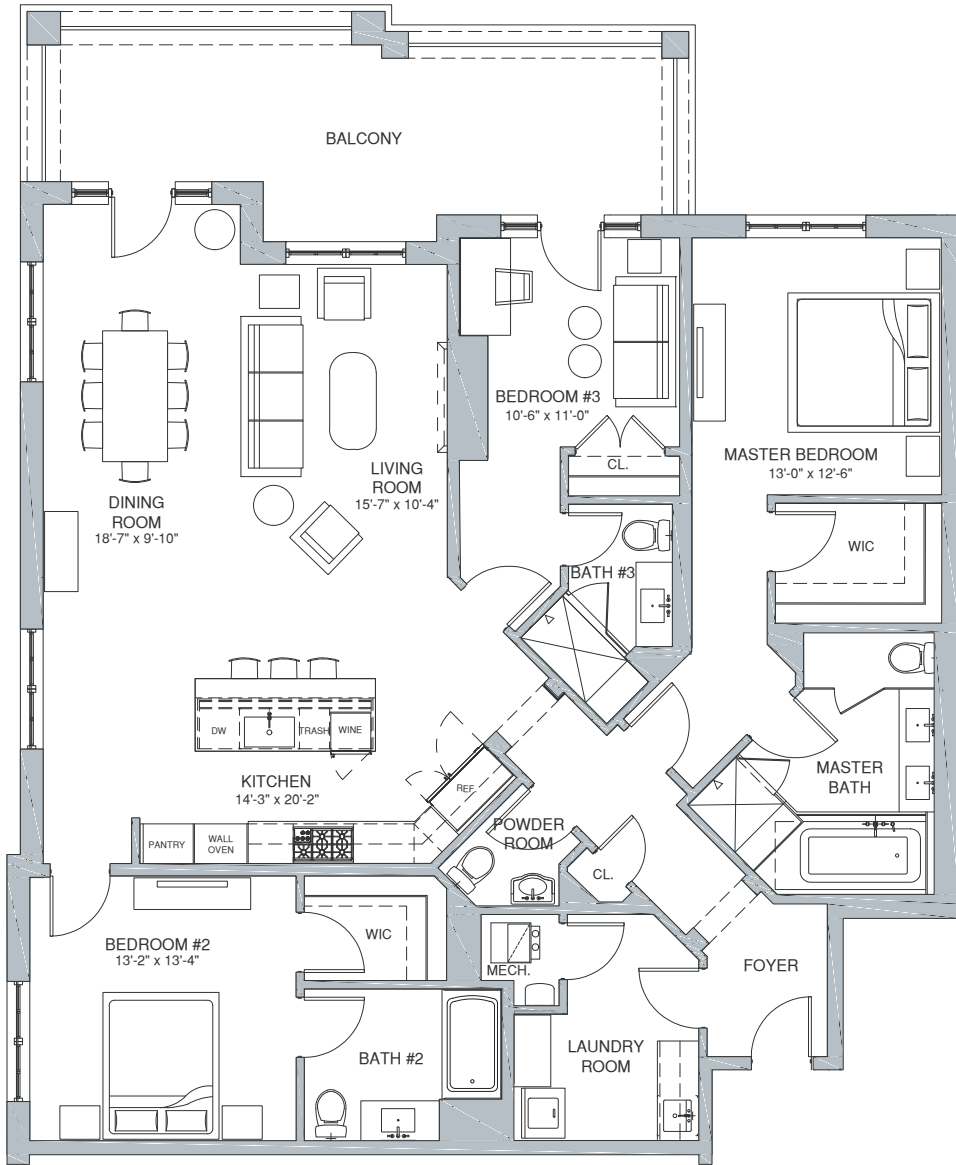 BALCONY
BEDROOM #3
10'-6" x 11'-0"
CL.
MASTER BEDROOM
13'-0" x 12'-6"
LIVING
ROOM
15'-7" x 10'-4"
DINING
ROOM
18'-7" x 9'-10"
WIC
BATH #3
DW
TRASH
WINE
KITCHEN
14'-3" x 20'-2"
REF.
MASTER
BATH
PANTRY
WALL
OVEN
POWDER
ROOM
CL.
BEDROOM #2
13'-2" x 13'-4"
WIC
MECH.
FOYER
BATH #2
LAUNDRY
ROOM